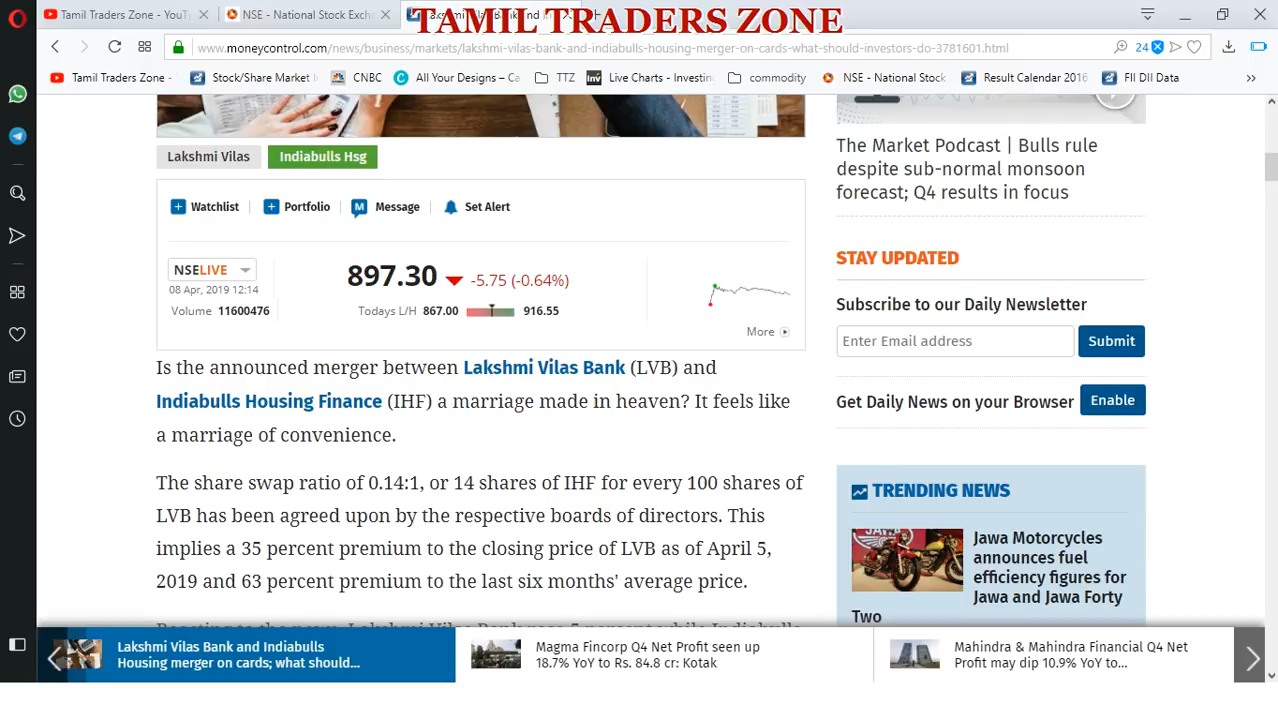 TAMIL TRADERS ZONE
Tamil Traders Zone - YouT
NSE - National Stock Excha
www.moneycontrol.com/news/business/markets/lakshmi-vilas-bank-and-indiabulls-housing-merger-on-cards-what-should-investors-do-3781601.html
24
Tamil Traders Zone -
Stock/Share Market I
CNBC
All Your Designs – Ca
TTZ
Inv
Live Charts - Investin
commodity
NSE - National Stock
Result Calendar 2016
FII DII Data
»
Lakshmi Vilas
Indiabulls Hsg
Watchlist
Portfolio
M Message
Set Alert
NSELIVE
08 Apr, 2019 12:14
Volume 11600476
897.30 -5.75 (-0.64%)
Todays L/H 867.00 916.55
More
Is the announced merger between Lakshmi Vilas Bank (LVB) and
Indiabulls Housing Finance (IHF) a marriage made in heaven? It feels like
a marriage of convenience.
The share swap ratio of 0.14:1, or 14 shares of IHF for every 100 shares of
LVB has been agreed upon by the respective boards of directors. This
implies a 35 percent premium to the closing price of LVB as of April 5,
2019 and 63 percent premium to the last six months' average price.
The Market Podcast | Bulls rule
despite sub-normal monsoon
forecast; Q4 results in focus
STAY UPDATED
Subscribe to our Daily Newsletter
Enter Email address
Submit
Get Daily News on your Browser
Enable
TRENDING NEWS
JAWA
Jawa Motorcycles
announces fuel
efficiency figures for
Jawa and Jawa Forty
Two
Lakshmi Vilas Bank and Indiabulls
Housing merger on cards; what should...
Magma Fincorp Q4 Net Profit seen up
18.7% YoY to Rs. 84.8 cr: Kotak
Mahindra & Mahindra Financial Q4 Net
Profit may dip 10.9% YoY to...